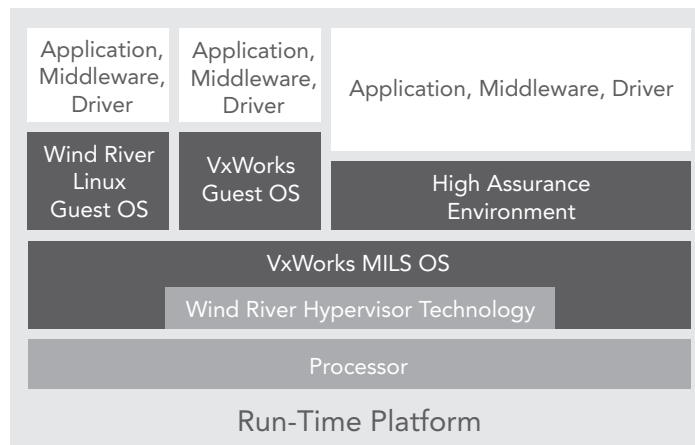 Application,
Middleware,
Driver
Application,
Middleware,
Driver
Application, Middleware, Driver
Wind River
Linux
Guest OS
VxWorks
Guest OS
High Assurance
Environment
VxWorks MILS OS
Wind River Hypervisor Technology
Processor
Run-Time Platform